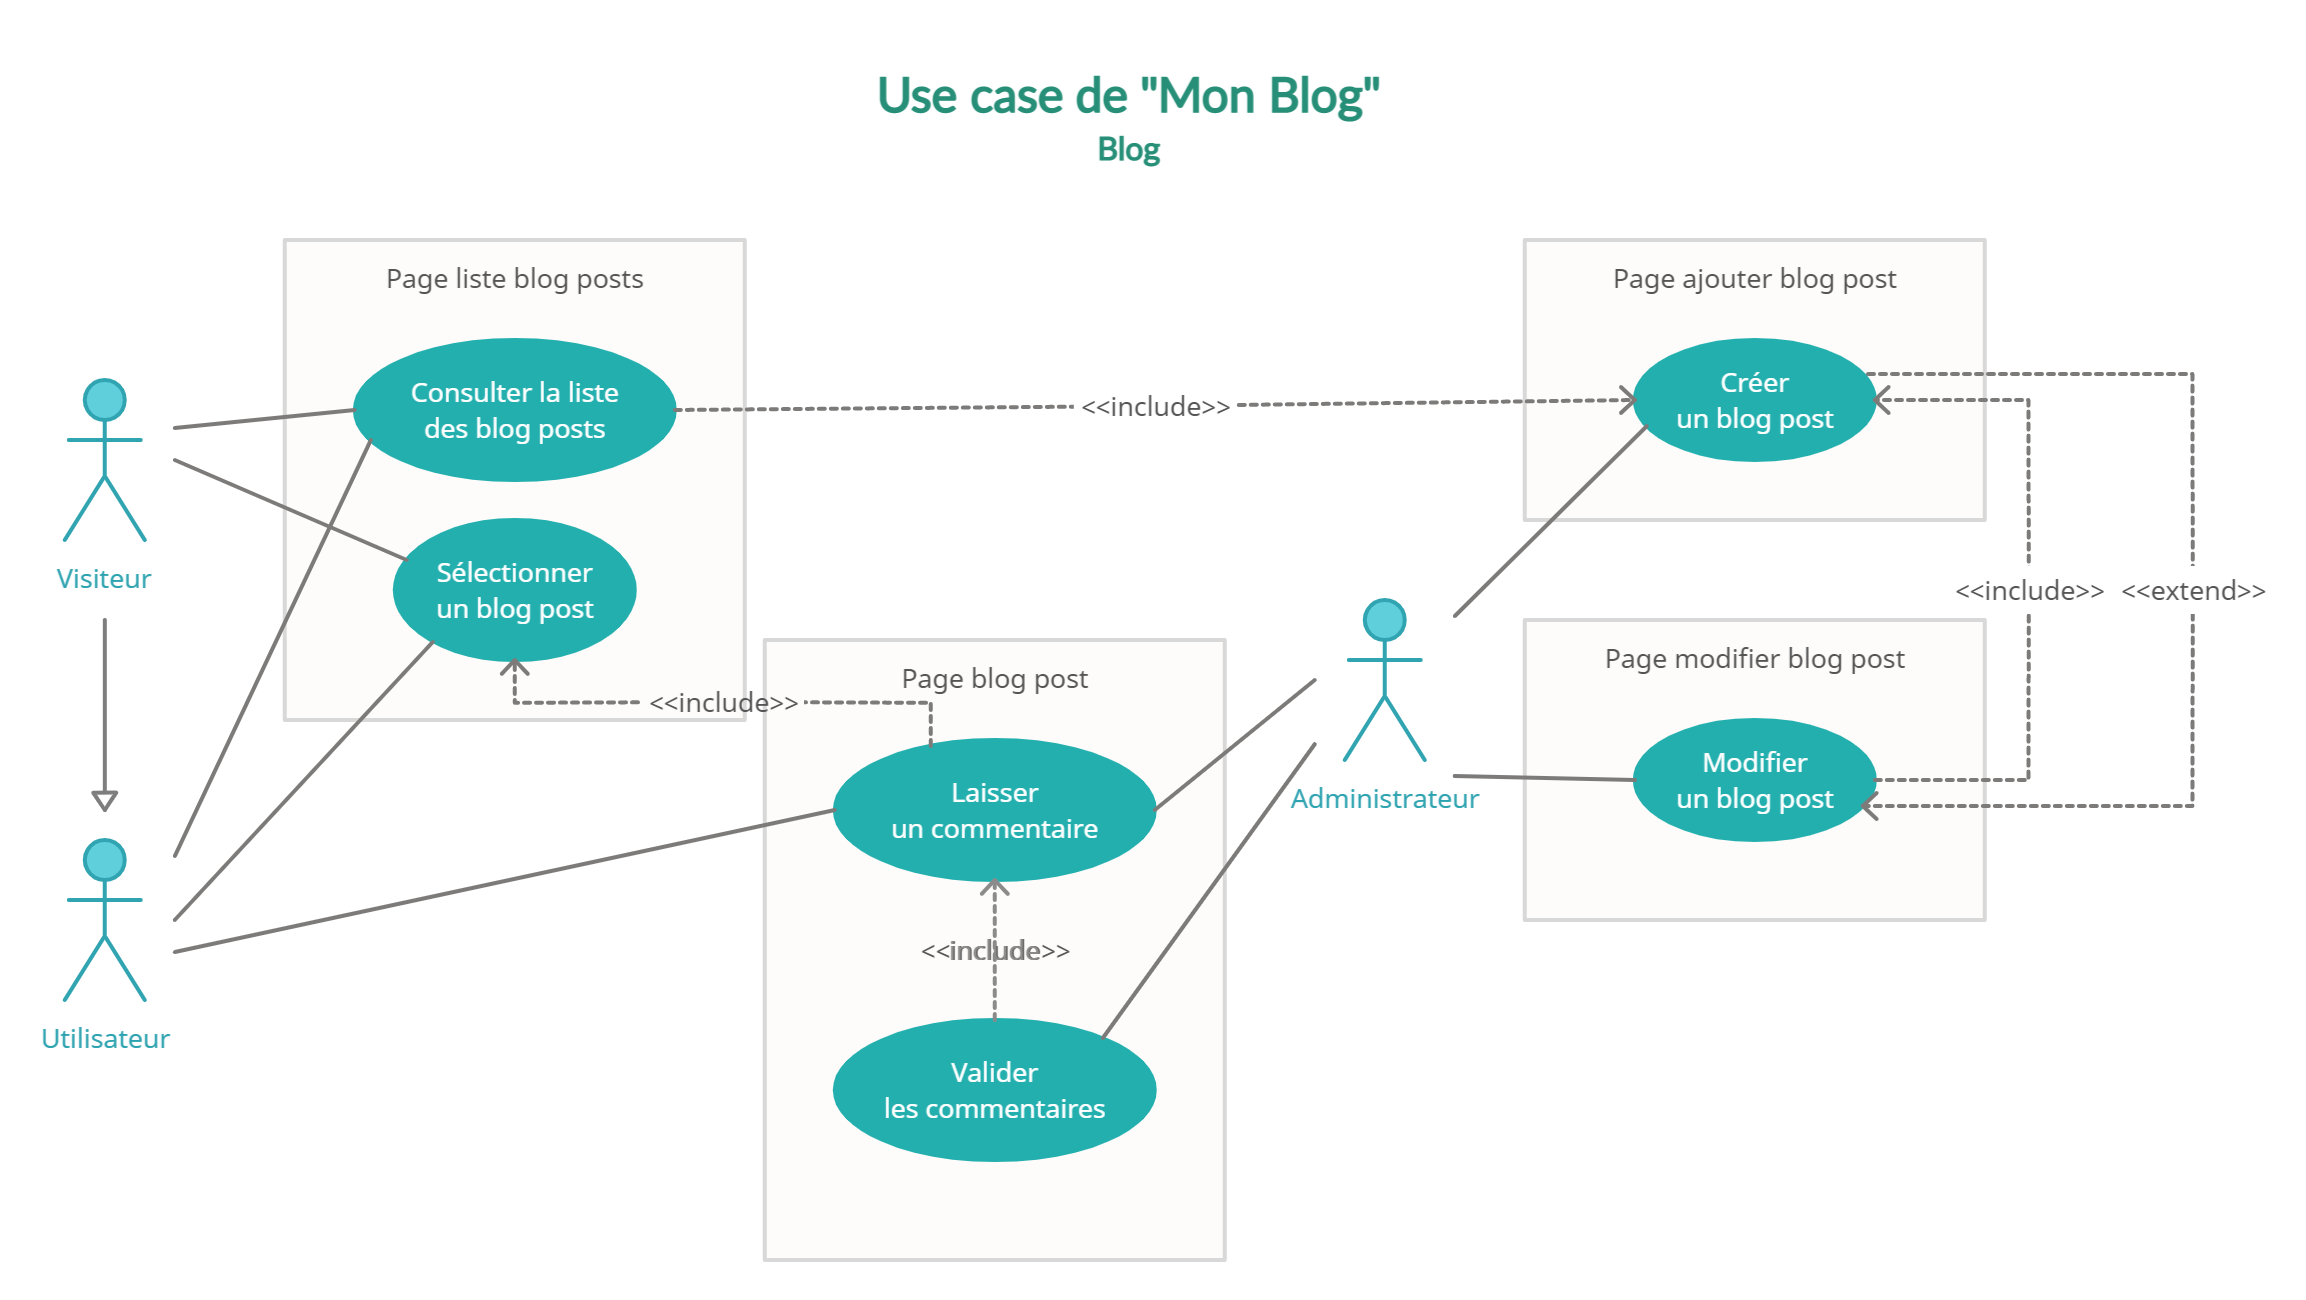 Use case de "Mon Blog"
Blog
Page liste blog posts
Consulter la liste
des blog posts
Sélectionner
un blog post
Visiteur
Utilisateur
<<include>>
<<include>>
Page blog post
Laisser
un commentaire
<<include>>
Valider
les commentaires
Administrateur
Page ajouter blog post
Créer
un blog post
<<include>> <<extend>>
Page modifier blog post
Modifier
un blog post